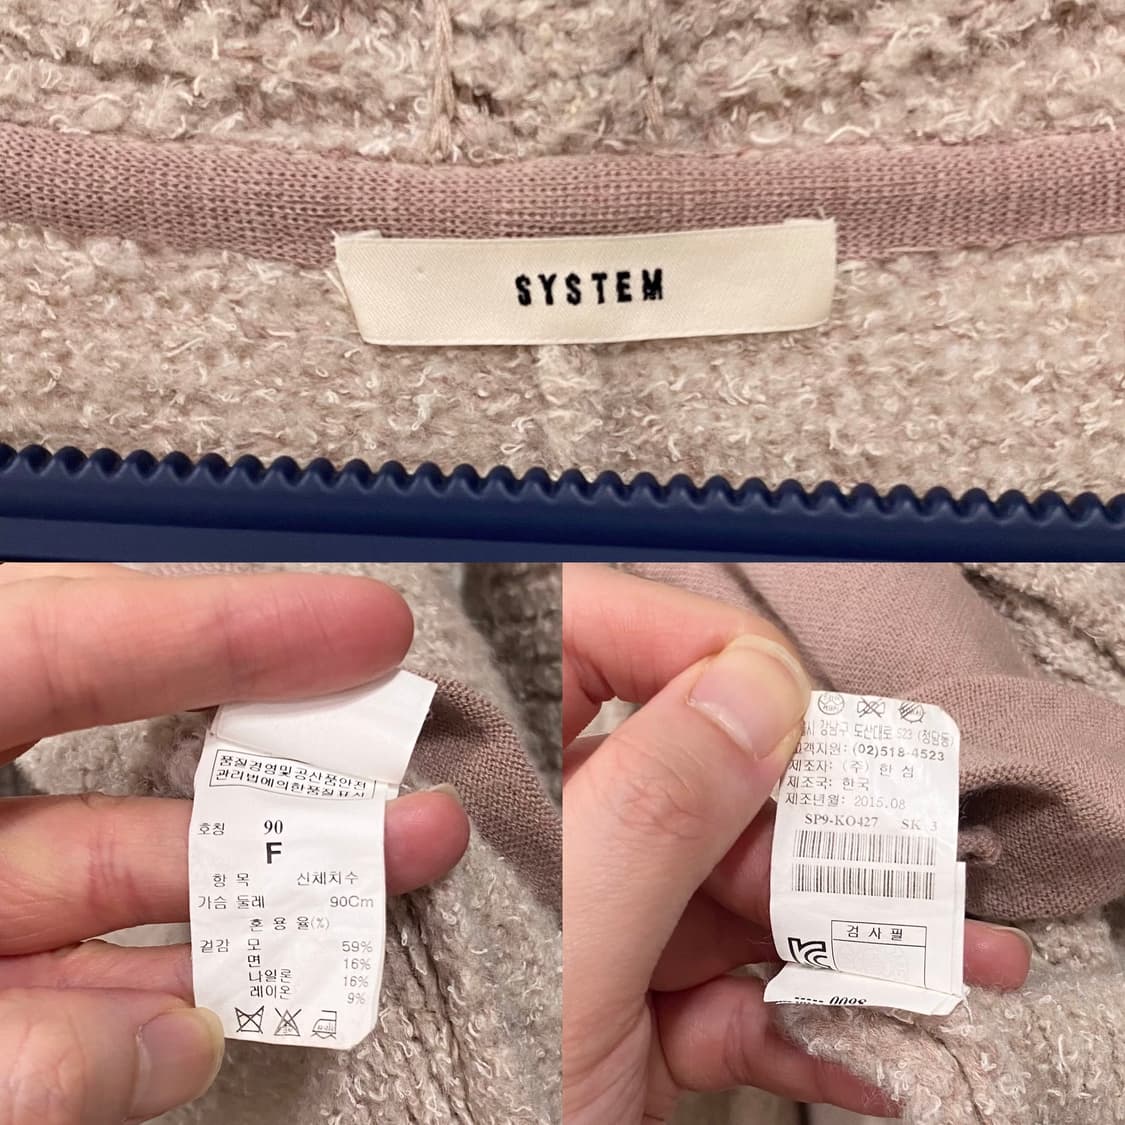 SYSTEM
품질경영및공산품안전
관리법에의한품질표시
호칭 90
F
항 목 신체치수
가슴 둘레 90Cm
혼 용 율(%)
겉감 모 59%
면 16%
나일론 16%
레이온 9%
강남구 도산대로 523 (청담동)
고객지원: (02)518-4523
제조자: (주) 한 섬
제조국: 한국
제조년월: 2015.08
SP9-KO427 SK 3
검 사 필